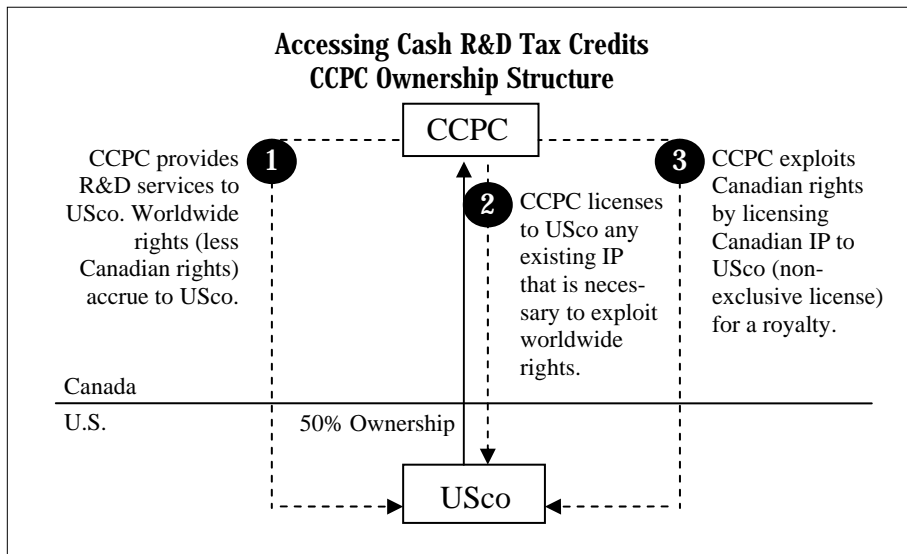 Accessing Cash R&D Tax Credits
CCPC Ownership Structure
CCPC
1
CCPC provides
R&D services to
USco. Worldwide
rights (less
Canadian rights)
accrue to USco.
2
CCPC licenses
to USco any
existing IP
that is neces-
sary to exploit
worldwide
rights.
3
CCPC exploits
Canadian rights
by licensing
Canadian IP to
USco (non-
exclusive license)
for a royalty.
Canada
U.S.
50% Ownership
USco